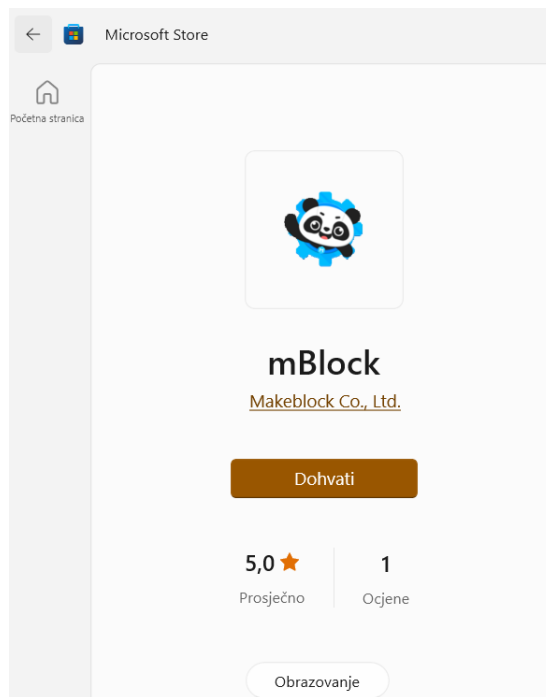 Microsoft Store
Početna stranica
mBlock
Makeblock Co., Ltd.
Dohvati
5,0
1
Prosječno
Ocjene
Obrazovanje